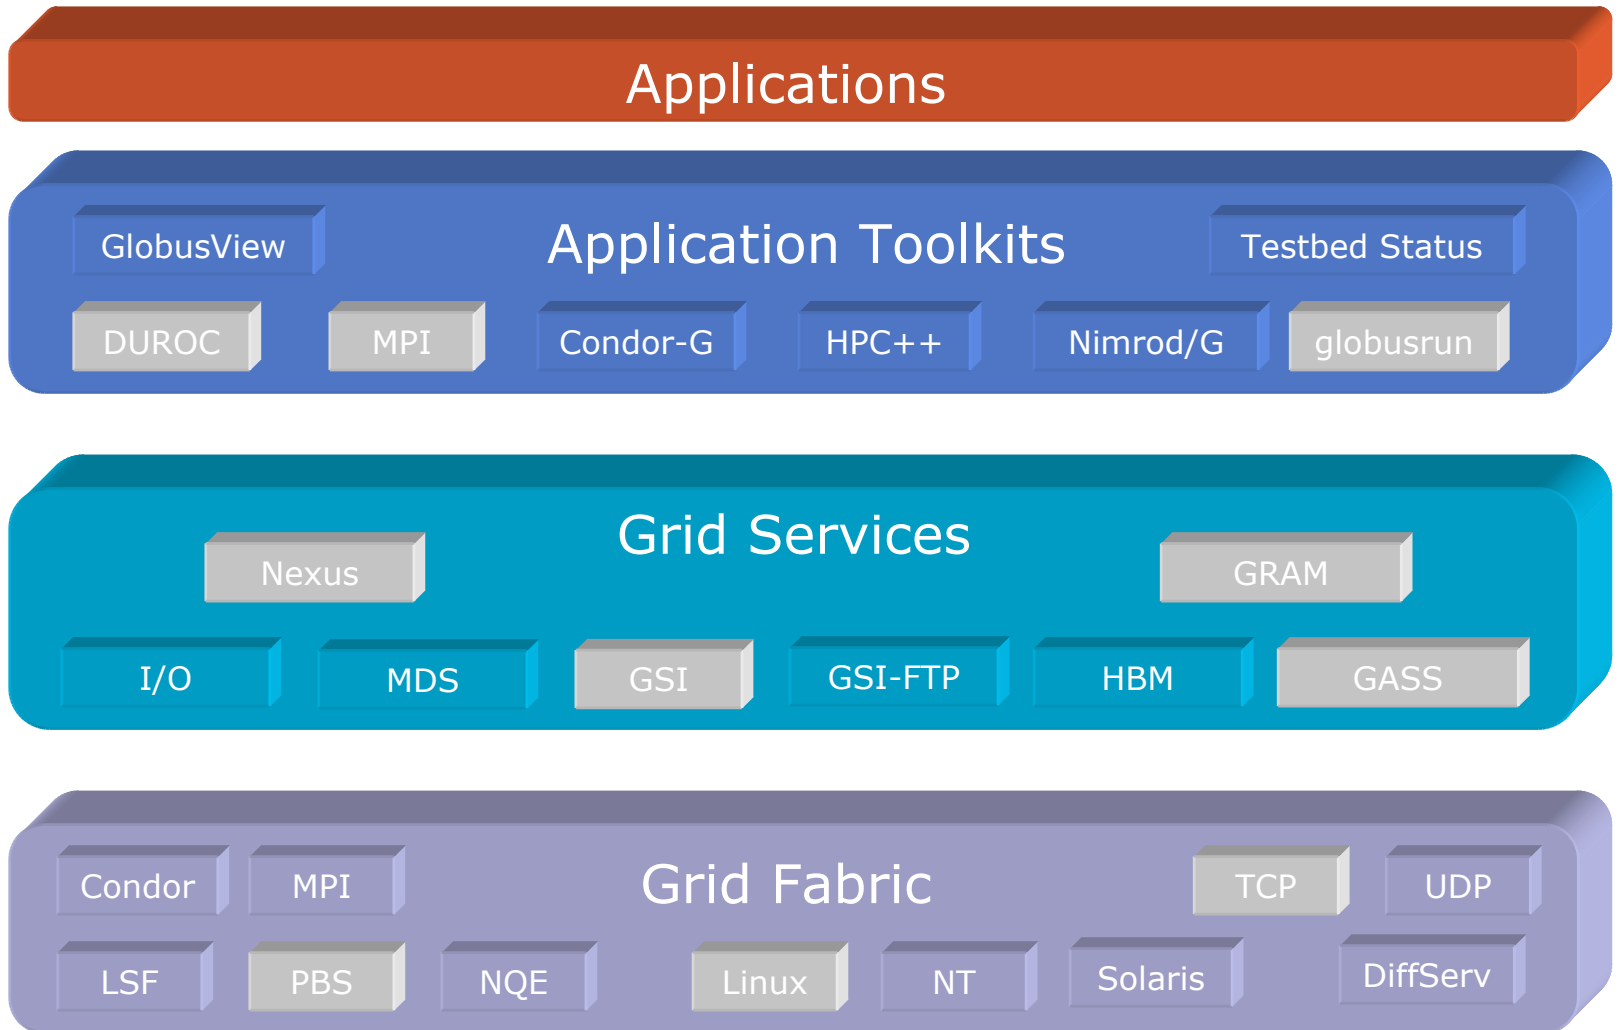 Applications
GlobusView
Application Toolkits
Testbed Status
DUROC
MPI
Condor-G
HPC++
Nimrod/G
globusrun
Grid Services
Nexus
GRAM
I/O
MDS
GSI
GSI-FTP
HBM
GASS
Grid Fabric
Condor
MPI
TCP
UDP
LSF
PBS
NQE
Linux
NT
Solaris
DiffServ